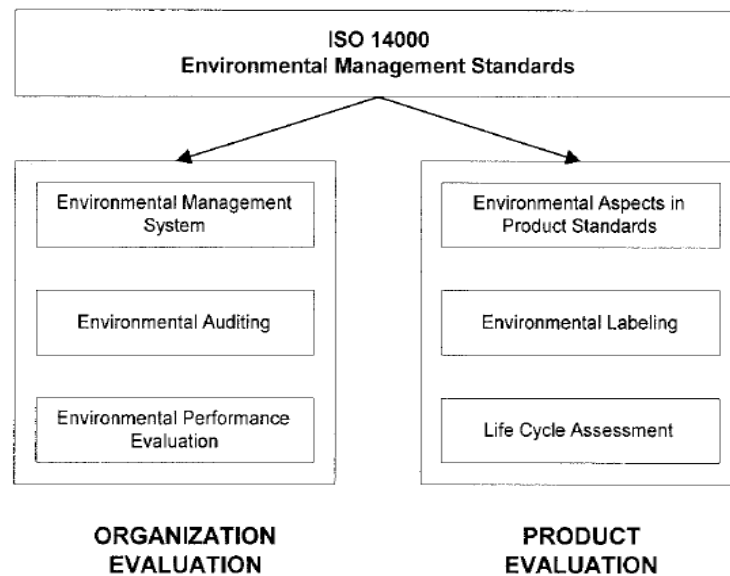 ISO 14000
Environmental Management Standards
Environmental Management
System
Environmental Auditing
Environmental Performance
Evaluation
Environmental Aspects in
Product Standards
Environmental Labeling
Life Cycle Assessment
ORGANIZATION
EVALUATION
PRODUCT
EVALUATION